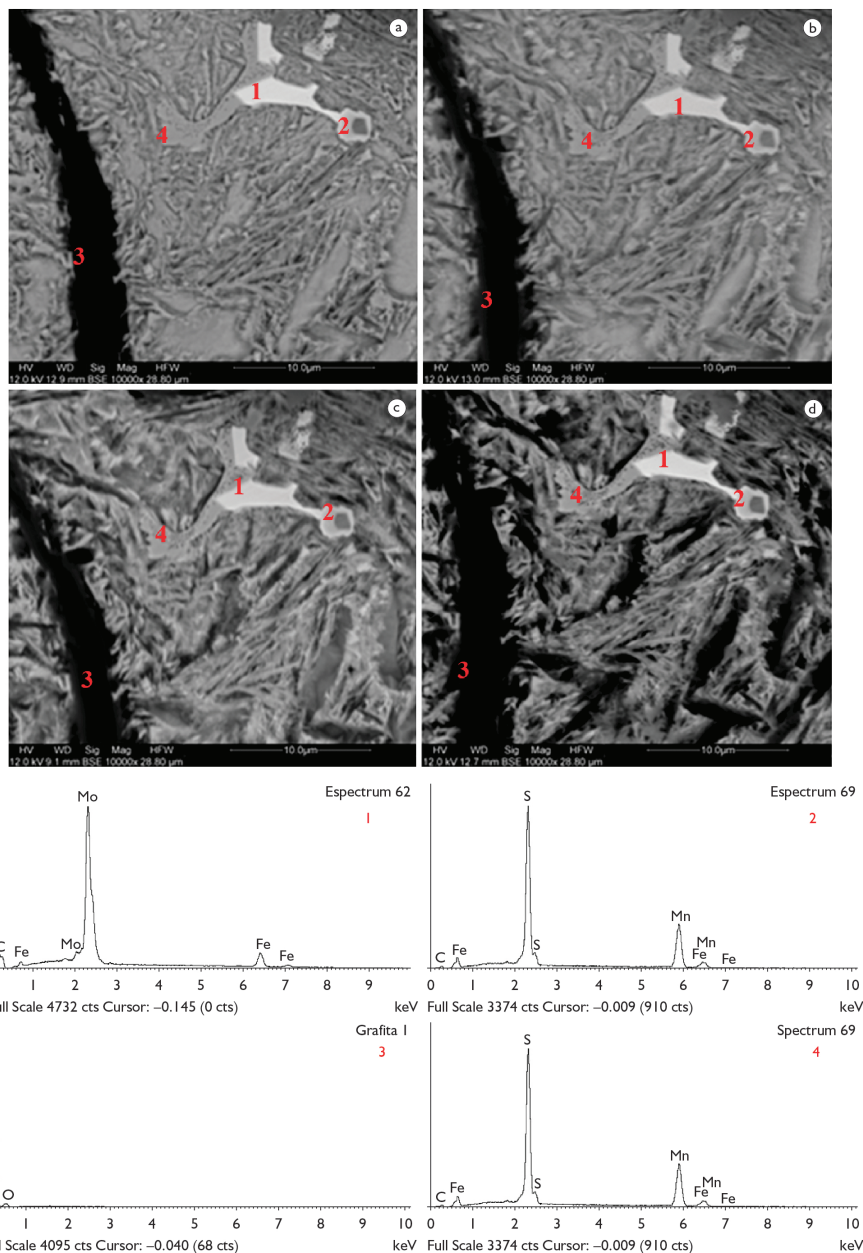 a
1
2
4
3
HV WD Sig Mag HFW
12.0 kV 12.9 mm BSE 10000x 28.80 µm
10.0µm
b
1
2
4
3
HV WD Sig Mag HFW
12.0 kV 13.0 mm BSE 10000x 28.80 µm
10.0µm
c
1
2
4
3
HV WD Sig Mag HFW
12.0 kV 9.1 mm BSE 10000x 28.80 µm
10.0µm
d
1
2
4
3
HV WD Sig Mag HFW
12.0 kV 12.7 mm BSE 10000x 28.80 µm
10.0µm
Espectrum 62
1
Mo
C Fe Mo Fe Fe
1 2 3 4 5 6 7 8 9
ull Scale 4732 cts Cursor: −0.145 (0 cts) keV
Espectrum 69
2
S
Mn
C Fe S Fe Mn Fe
0 1 2 3 4 5 6 7 8 9 10
Full Scale 3374 cts Cursor: −0.009 (910 cts) keV
Grafita 1
3
O
1 2 3 4 5 6 7 8 9 10
l Scale 4095 cts Cursor: −0.040 (68 cts) keV
Spectrum 69
4
S
Mn
C Fe S Fe Mn Fe
0 1 2 3 4 5 6 7 8 9 10
Full Scale 3374 cts Cursor: −0.009 (910 cts) keV